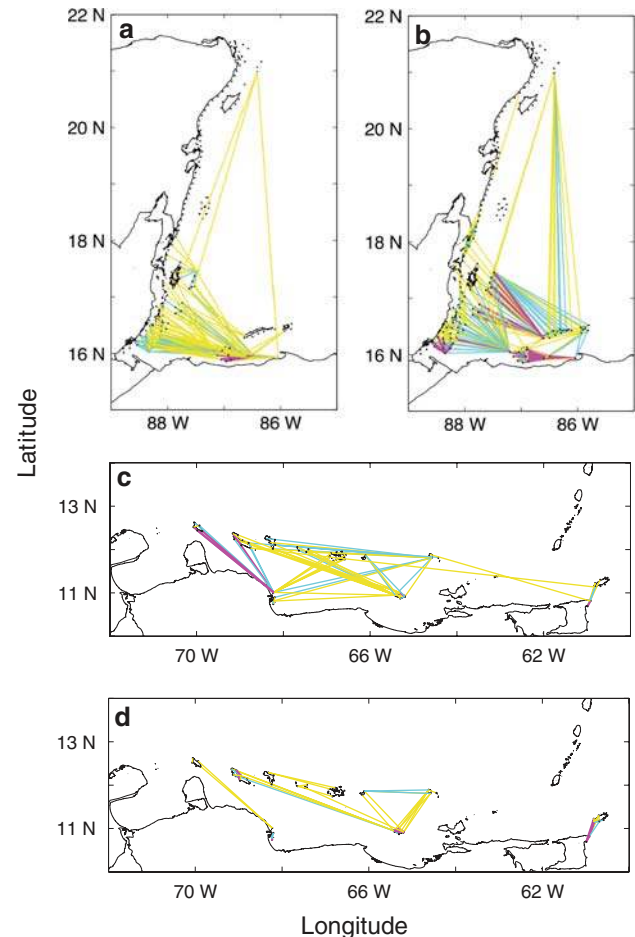 22 N
a
b
20 N
18 N
16 N
88 W
86 W
22 N
20 N
18 N
16 N
88 W
86 W
Latitude
c
13 N
11 N
70 W
66 W
62 W
d
13 N
11 N
70 W
66 W
62 W
Longitude